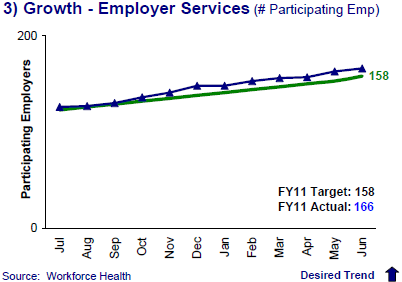 3) Growth - Employer Services (# Participating Emp)
200
Participating Employers
158
FY11 Target: 158
FY11 Actual: 166
0
Jul Aug Sep Oct Nov Dec Jan Feb Mar Apr May Jun
Source: Workforce Health
Desired Trend